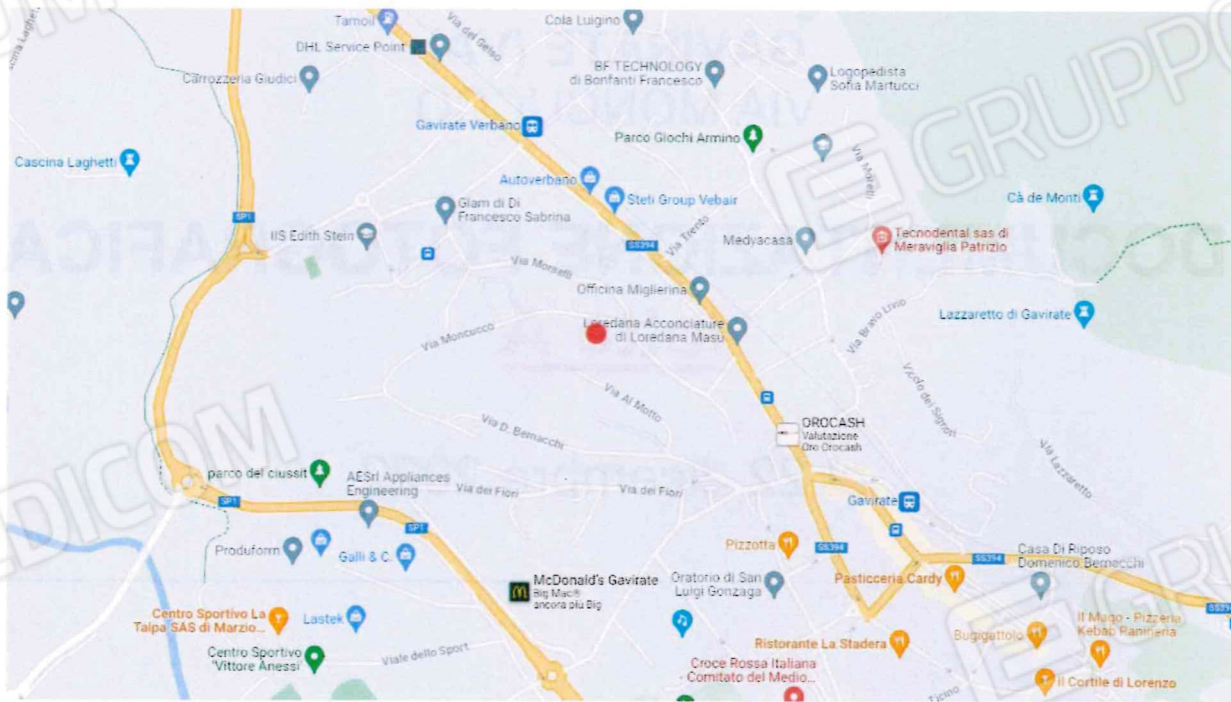 Tamoil
Via del Gelso
Cola Luigino
DHL Service Point
BF TECHNOLOGY
di Bonfanti Francesco
Logopedista
Sofia Martucci
Carrozzeria Giudici
Gavirate Verbano
Parco Giochi Armino
Via Moretti
Cascina Laghetti
Autoverbano
Steti Group Vebair
Cà de Monti
Glam di Di
Francesco Sabrina
SP1
IIS Edith Stein
SS394
Via Trento
Medyacasa
Tecnodental sas di
Meraviglia Patrizio
Via Morselli
Officina Miglierina
Via Bravo Livio
Lazzaretto di Gavirate
Loredana Acconciature
di Loredana Masu
Via Moncucco
Via Al Motto
Vicolo dei Signori
Via D. Bernacchi
OROCASH
Valutazione
Oro Orocash
Via Lazzaretto
parco del ciussit
AESrl Appliances
Engineering
Via dei Fiori
Via dei Fiori
SP1
SP1
Gavirate
Produform
Galli & C.
Pizzotta
SS394
SS394
Casa Di Riposo
Domenico Bernacchi
McDonald's Gavirate
Big Mac®
ancora più Big
Oratorio di San
Luigi Gonzaga
Pasticceria Cardy
SS394
Centro Sportivo La
Talpa SAS di Marzio...
Lastek
Bugigattolo
Il Mago - Pizzeria
Kebab Panineria
Ristorante La Stadera
Centro Sportivo
'Vittore Anessi'
Viale dello Sport
Croce Rossa Italiana
- Comitato del Medio...
il Cortile di Lorenzo
Ticino
EDICOM
GRUPPO